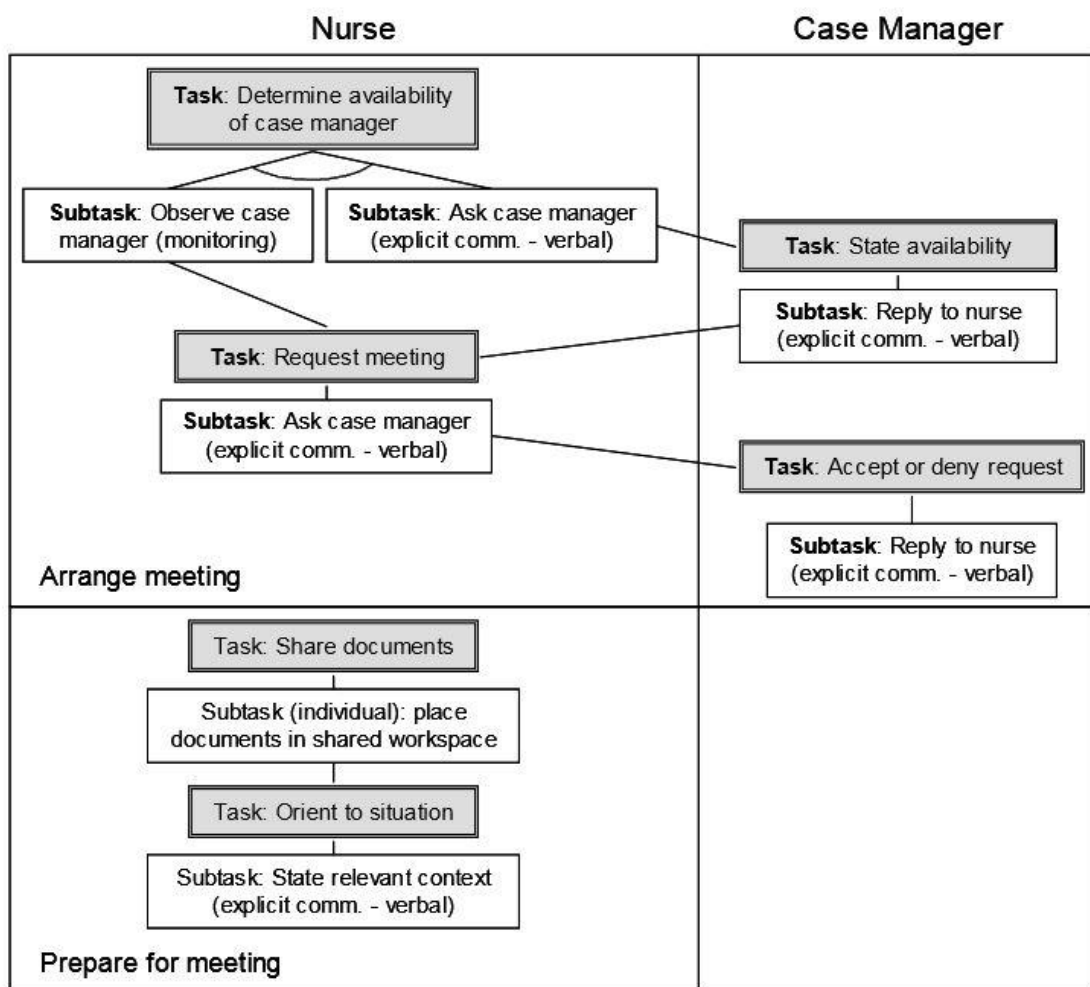 Nurse
Case Manager
Task: Determine availability
of case manager
Subtask: Observe case
manager (monitoring)
Subtask: Ask case manager
(explicit comm. - verbal)
Task: State availability
Subtask: Reply to nurse
(explicit comm. - verbal)
Task: Request meeting
Subtask: Ask case manager
(explicit comm. - verbal)
Task: Accept or deny request
Subtask: Reply to nurse
(explicit comm. - verbal)
Arrange meeting
Task: Share documents
Subtask (individual): place
documents in shared workspace
Task: Orient to situation
Subtask: State relevant context
(explicit comm. - verbal)
Prepare for meeting